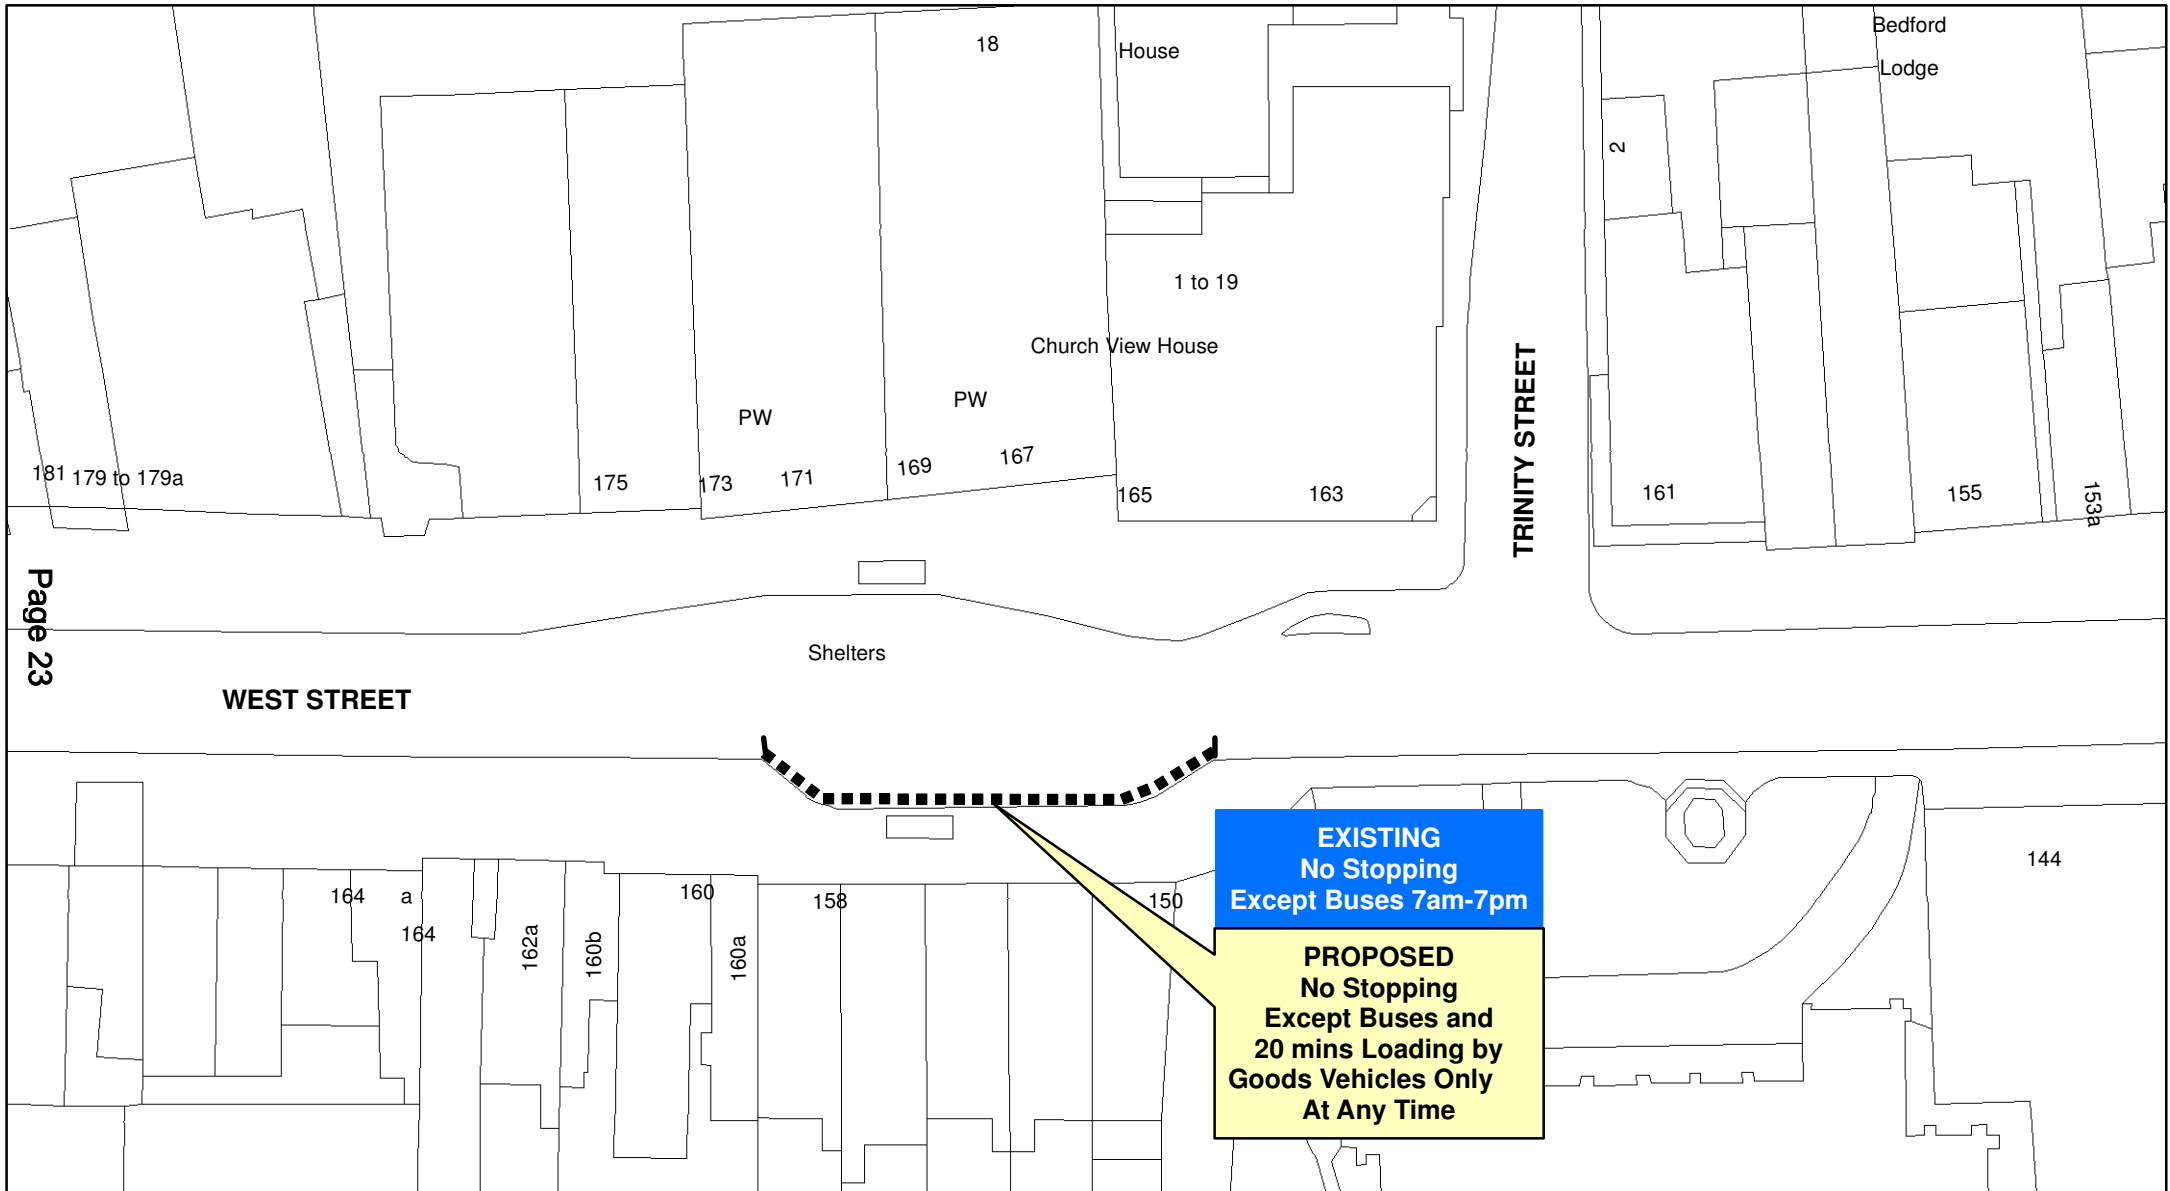 Bedford
Lodge
18
House
2
1 to 19
Church View House
PW
PW
181
179 to 179a
175
173
171
169
167
165
163
TRINITY STREET
161
155
153a
Page 23
Shelters
WEST STREET
EXISTING
No Stopping
Except Buses 7am-7pm
PROPOSED
No Stopping
Except Buses and
20 mins Loading by
Goods Vehicles Only
At Any Time
144
164
a
164
162a
160b
160
160a
158
150